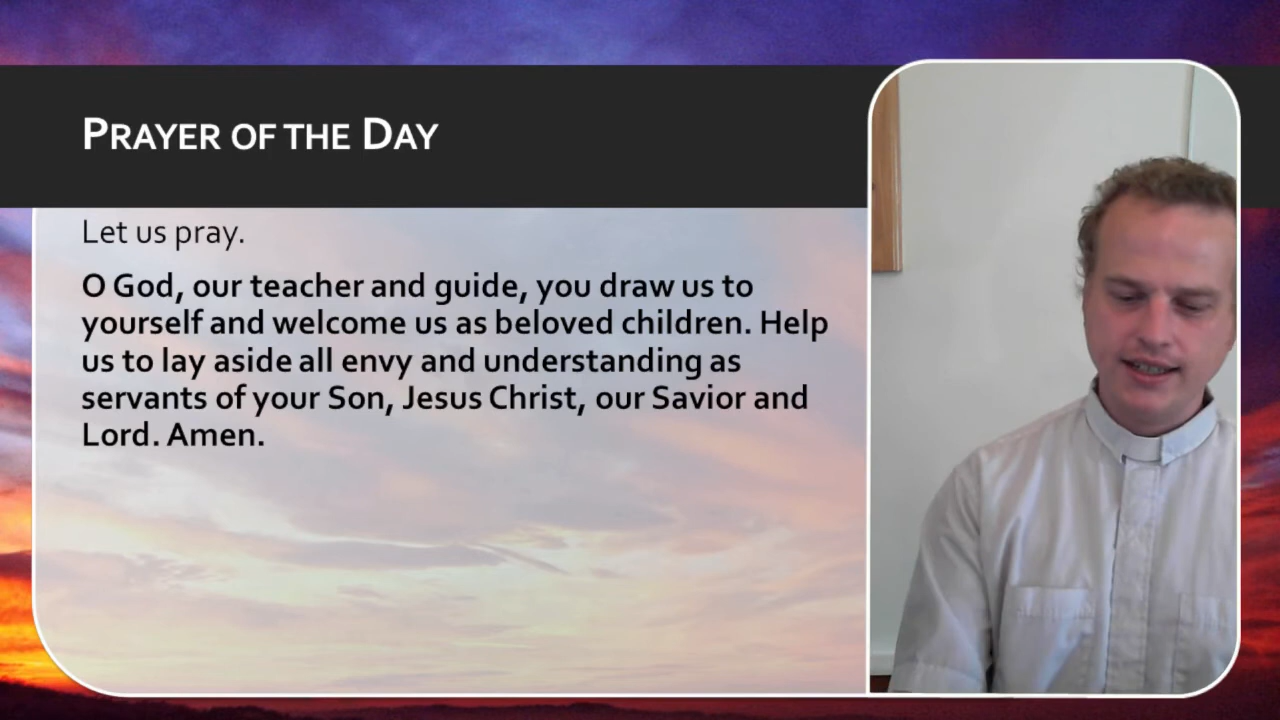 PRAYER OF THE DAY
Let us pray.
O God, our teacher and guide, you draw us to
yourself and welcome us as beloved children. Help
us to lay aside all envy and understanding as
servants of your Son, Jesus Christ, our Savior and
Lord. Amen.